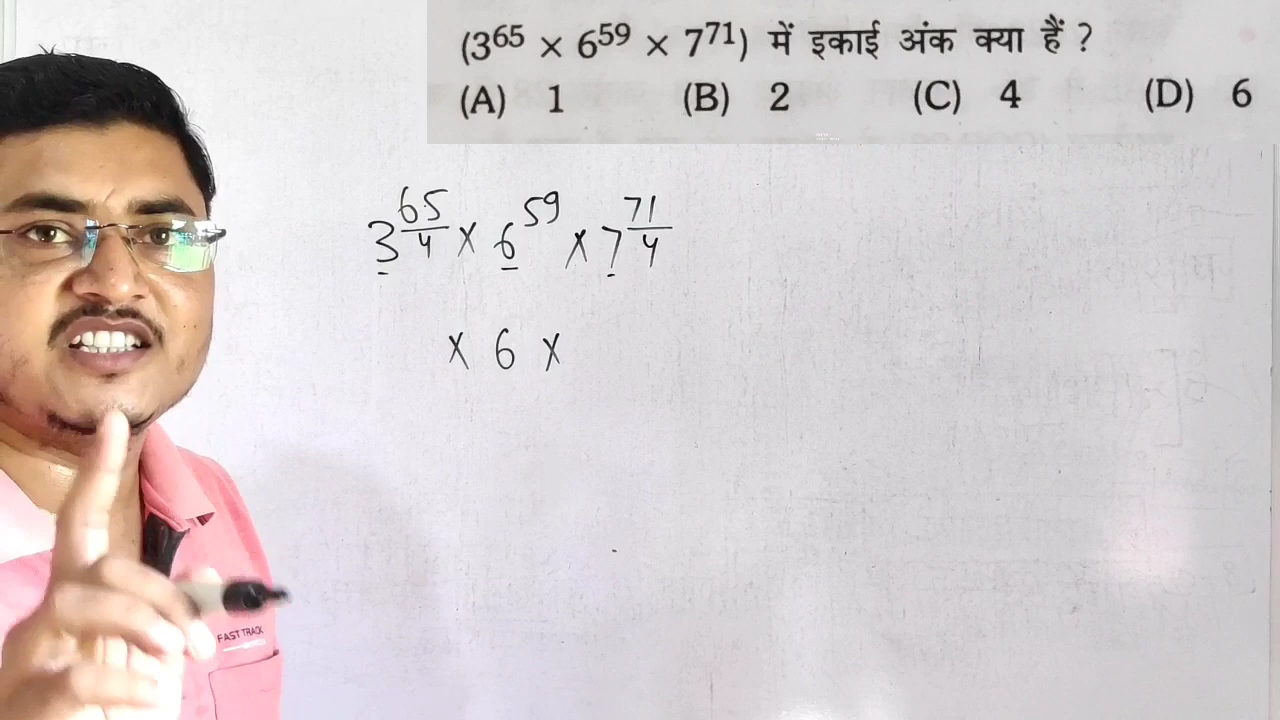 (3⁶⁵ × 6⁵⁹ × 7⁷¹) में इकाई अंक क्या हैं ?
(A) 1 (B) 2 (C) 4 (D) 6
3^(65/4) × 6^59 × 7^(71/4)
× 6 ×
FAST TRACK